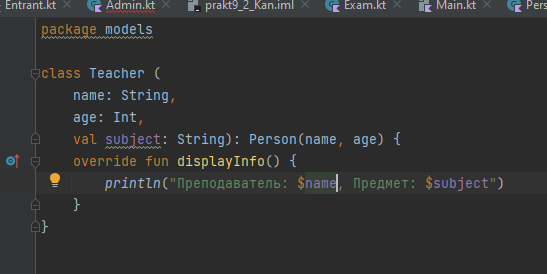 Entrant.kt Admin.kt prakt9_2_Kan.iml Exam.kt Main.kt
package models
class Teacher (
name: String,
age: Int,
val subject: String): Person(name, age) {
override fun displayInfo() {
println("Преподаватель: $name, Предмет: $subject")
}
}